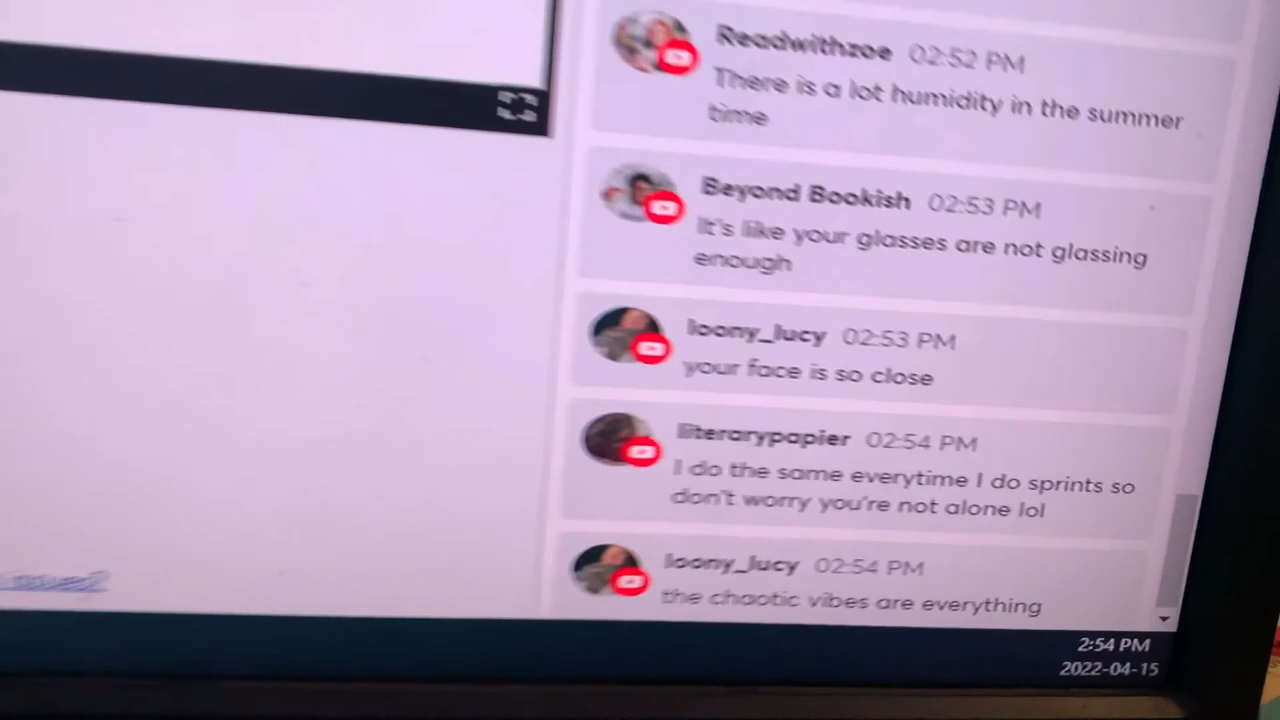 Readwithzoe 02:52 PM
There is a lot humidity in the summer
time
Beyond Bookish 02:53 PM
It's like your glasses are not glassing
enough
loony_lucy 02:53 PM
your face is so close
literarypapier 02:54 PM
I do the same everytime I do sprints so
don't worry you're not alone lol
loony_lucy 02:54 PM
the chaotic vibes are everything
2:54 PM
2022-04-15